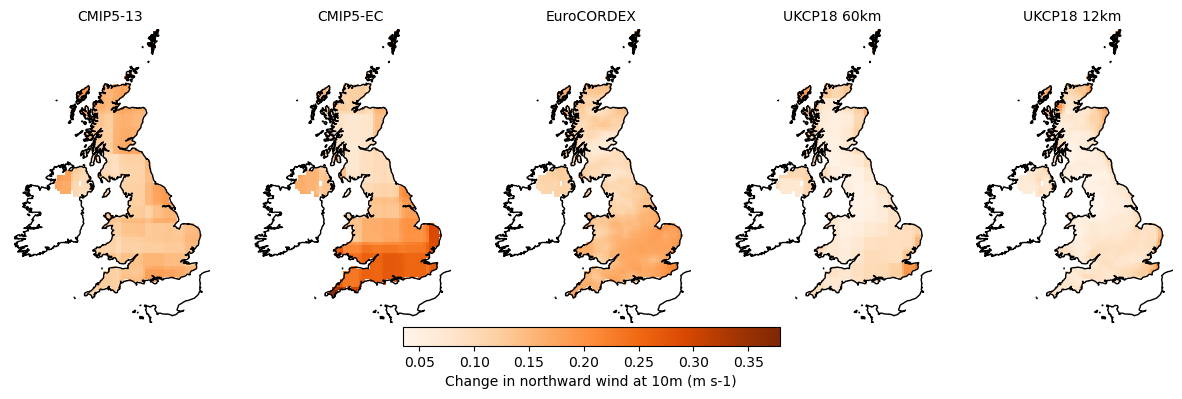 CMIP5-13 CMIP5-EC EuroCORDEX UKCP18 60km UKCP18 12km
0.05 0.10 0.15 0.20 0.25 0.30 0.35
Change in northward wind at 10m (m s-1)